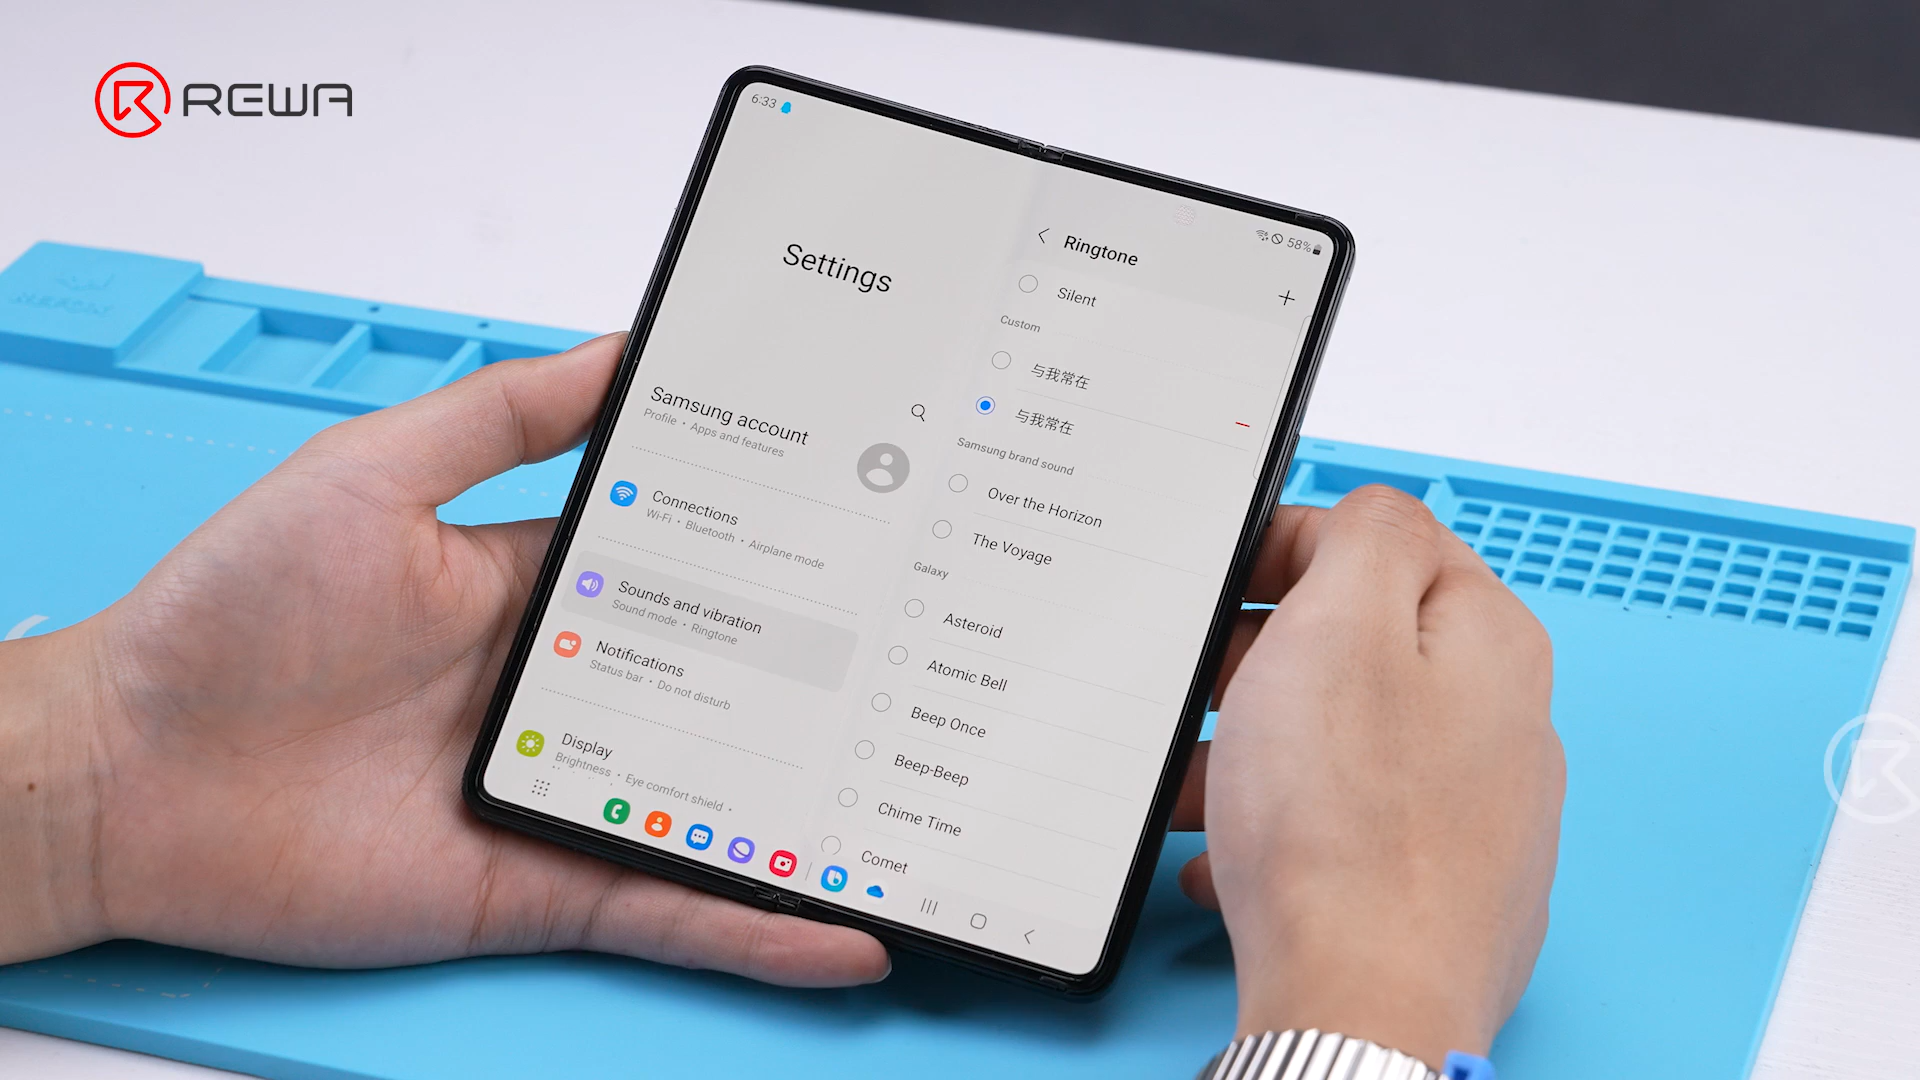 REWA
6:33
58%
Settings
Samsung account
Profile • Apps and features
Connections
Wi-Fi • Bluetooth • Airplane mode
Sounds and vibration
Sound mode • Ringtone
Notifications
Status bar • Do not disturb
Display
Brightness • Eye comfort shield •
Ringtone
Silent
Custom
与我常在
与我常在
Samsung brand sound
Over the Horizon
The Voyage
Galaxy
Asteroid
Atomic Bell
Beep Once
Beep-Beep
Chime Time
Comet